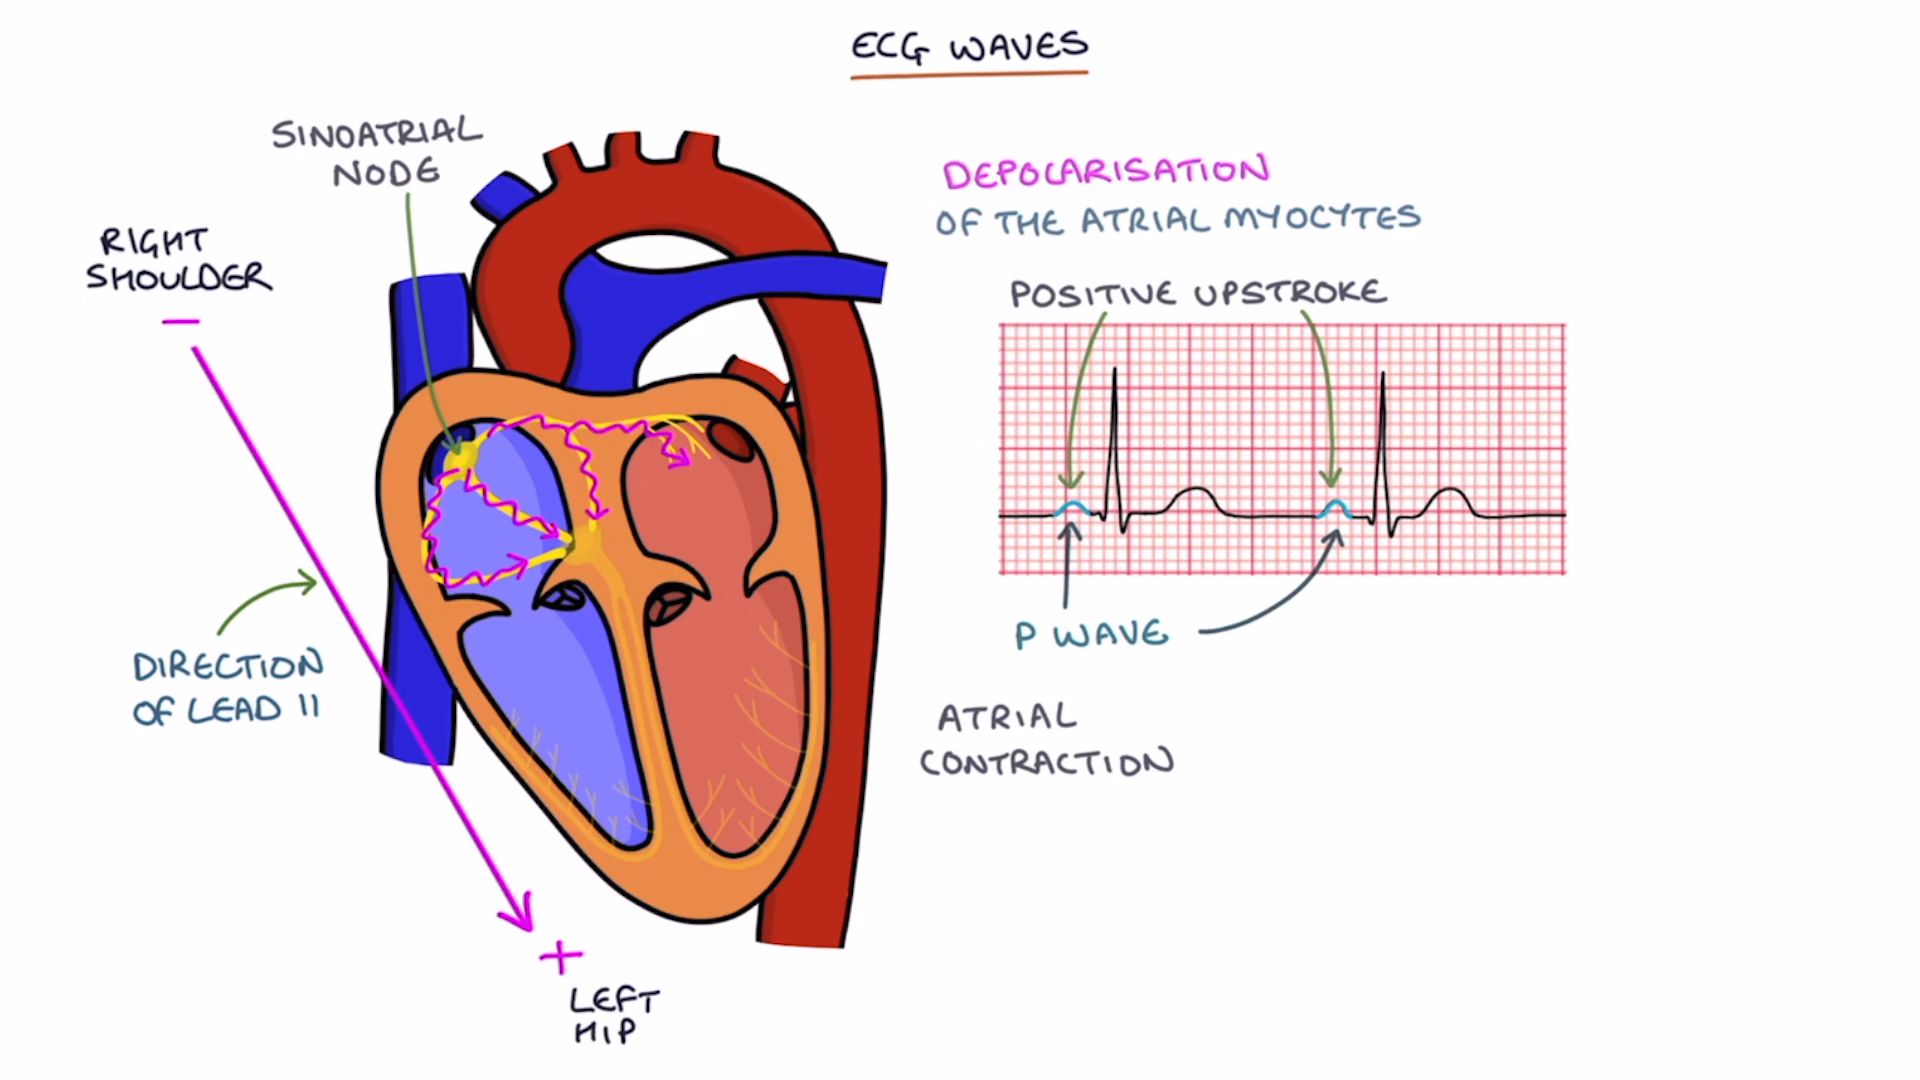 ECG WAVES
SINOATRIAL
NODE
RIGHT
SHOULDER
−
DIRECTION
OF LEAD II
+
LEFT
HIP
DEPOLARISATION
OF THE ATRIAL MYOCYTES
POSITIVE UPSTROKE
P WAVE
ATRIAL
CONTRACTION